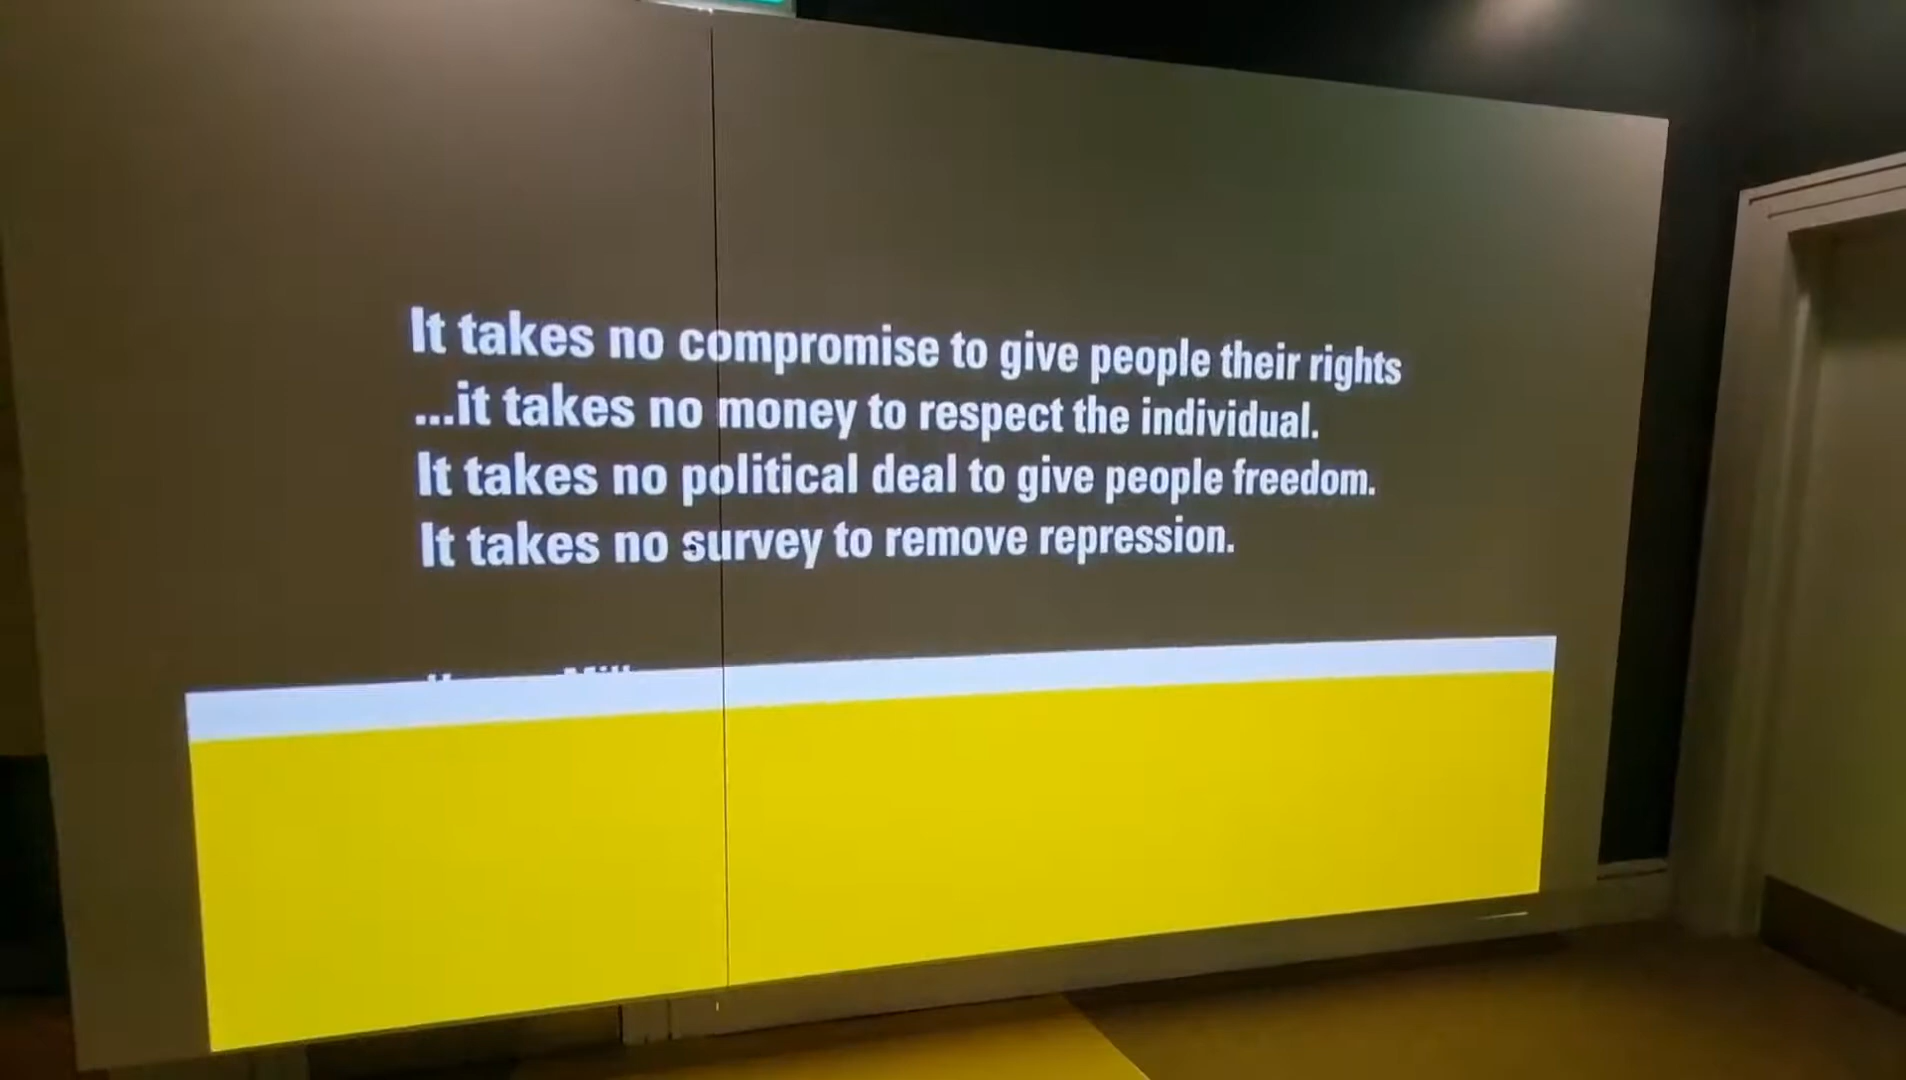 It takes no compromise to give people their rights
...it takes no money to respect the individual.
It takes no political deal to give people freedom.
It takes no survey to remove repression.